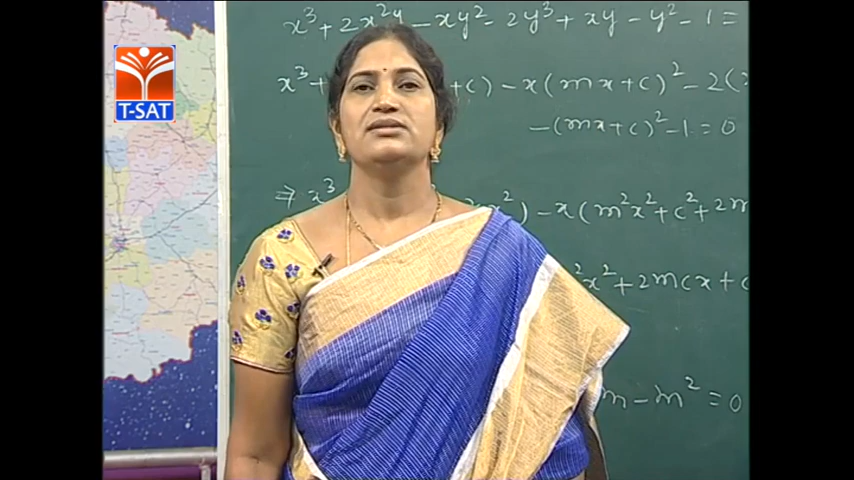 T-SAT
x³ + 2x²y - xy² - 2y³ + xy - y² - 1 =
x³ + c) - x(mx + c)² - 2(
- (mx + c)² - 1 = 0
⇒ x³ x²) - x(m²x² + c² + 2m
²x² + 2mcx + c
m - m² = 0